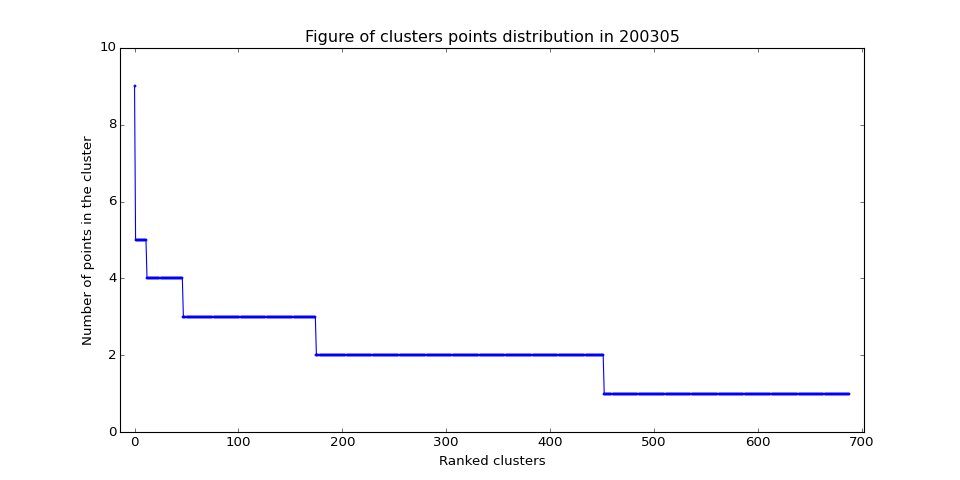 Figure of clusters points distribution in 200305
Number of points in the cluster
10
8
6
4
2
0
0 100 200 300 400 500 600 700
Ranked clusters